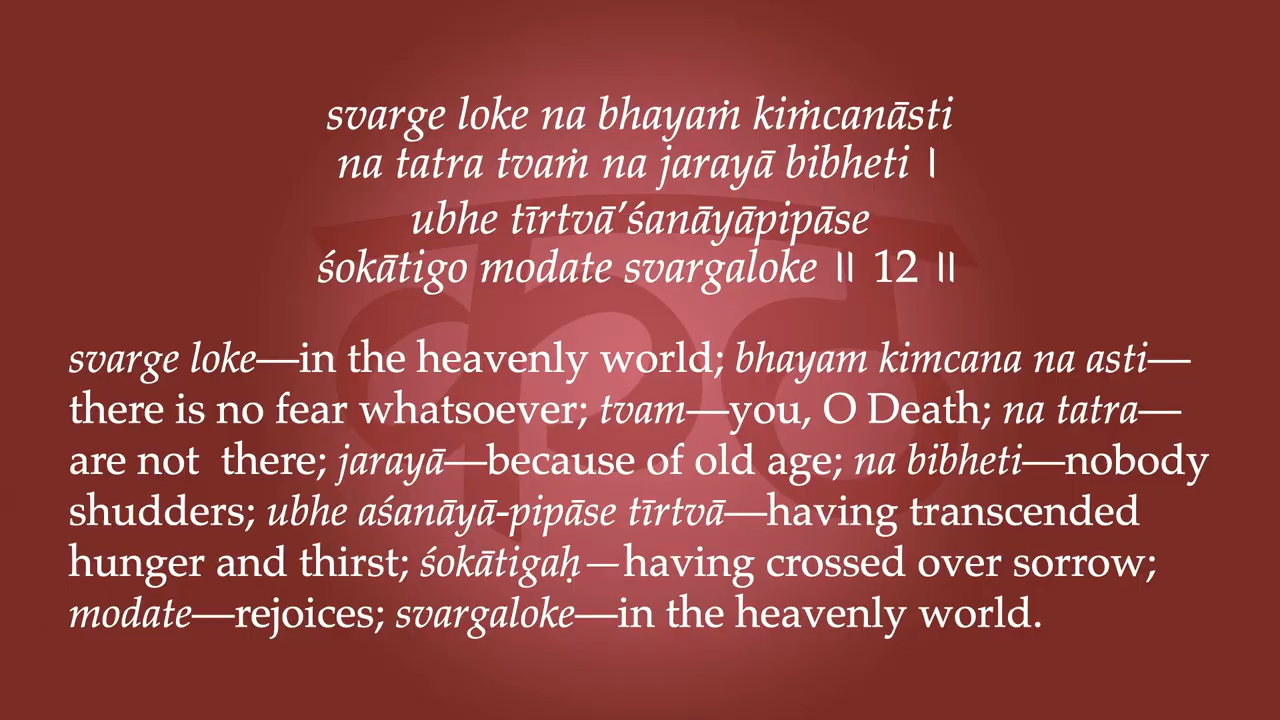 svarge loke na bhayaṁ kiṁcanāsti
na tatra tvaṁ na jarayā bibheti ।
ubhe tīrtvā’śanāyāpipāse
śokātigo modate svargaloke ॥ 12 ॥
svarge loke—in the heavenly world; bhayam kimcana na asti—
there is no fear whatsoever; tvam—you, O Death; na tatra—
are not there; jarayā—because of old age; na bibheti—nobody
shudders; ubhe aśanāyā-pipāse tīrtvā—having transcended
hunger and thirst; śokātigaḥ—having crossed over sorrow;
modate—rejoices; svargaloke—in the heavenly world.